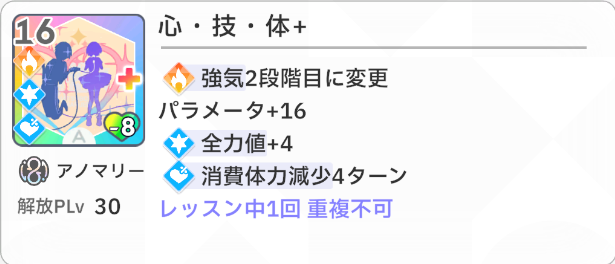 16
心・技・体+
強気2段階目に変更
パラメータ+16
全力値+4
消費体力減少4ターン
レッスン中1回 重複不可
-8
A
アノマリー
解放PLv 30